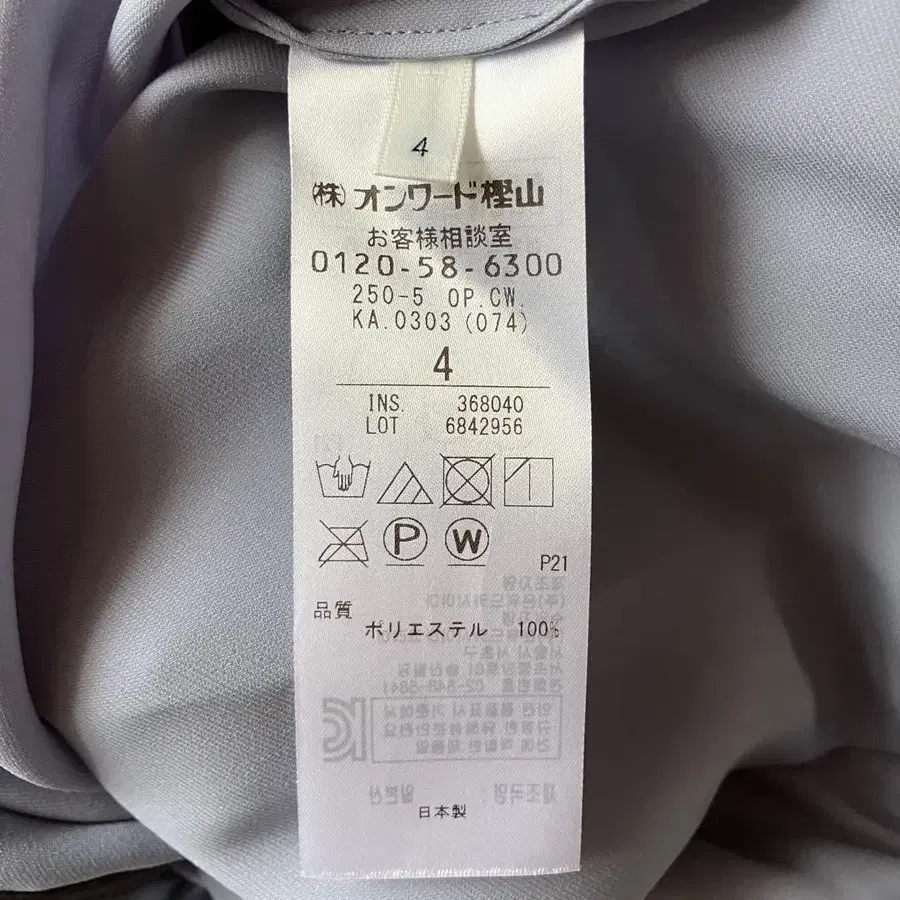 4
(株)オンワード樫山
お客様相談室
0120-58-6300
250-5 OP.CW.
KA.0303(074)
4
INS. 368040
LOT 6842956
P W
P21
品質
ポリエステル 100%
日本製